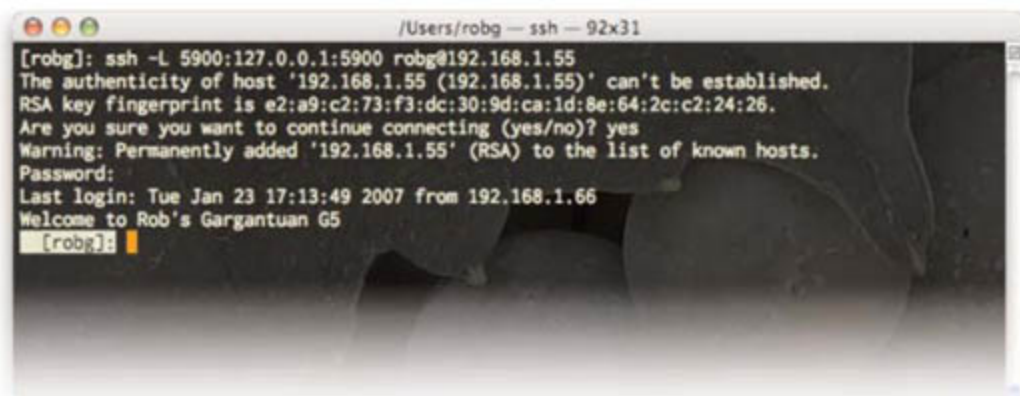 /Users/robg — ssh — 92x31
[robg]: ssh -L 5900:127.0.0.1:5900 robg@192.168.1.55
The authenticity of host '192.168.1.55 (192.168.1.55)' can't be established.
RSA key fingerprint is e2:a9:c2:73:f3:dc:30:9d:ca:1d:8e:64:2c:c2:24:26.
Are you sure you want to continue connecting (yes/no)? yes
Warning: Permanently added '192.168.1.55' (RSA) to the list of known hosts.
Password:
Last login: Tue Jan 23 17:13:49 2007 from 192.168.1.66
Welcome to Rob's Gargantuan G5
[robg]: